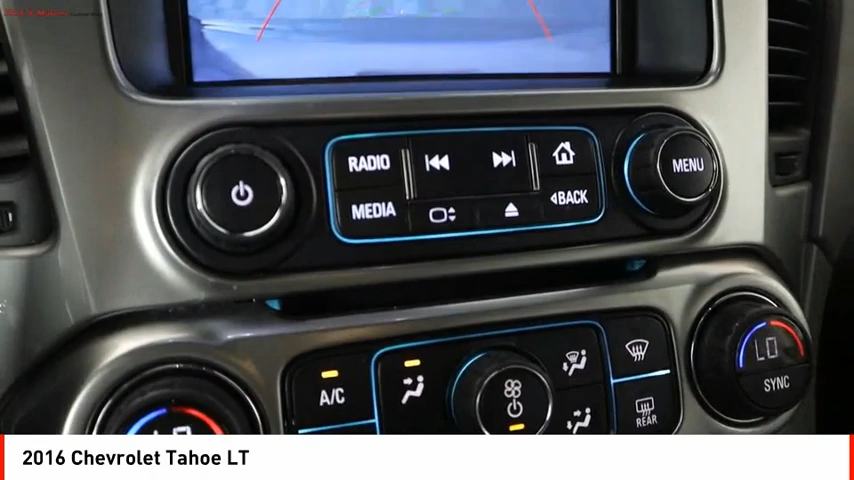 RADIO
MENU
MEDIA
BACK
A/C
REAR
LO
SYNC
2016 Chevrolet Tahoe LT